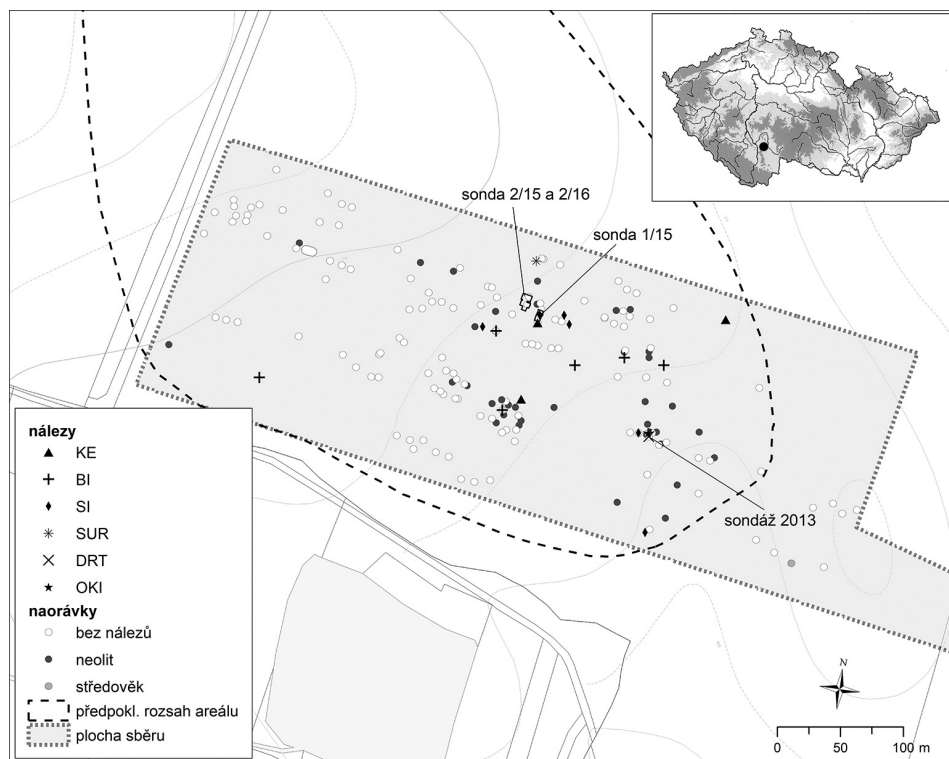 sonda 2/15 a 2/16
sonda 1/15
sondáž 2013
nálezy
KE
BI
SI
SUR
DRT
OKI
naorávky
bez nálezů
neolit
středověk
předpokl. rozsah areálu
plocha sběru
N
0 50 100 m